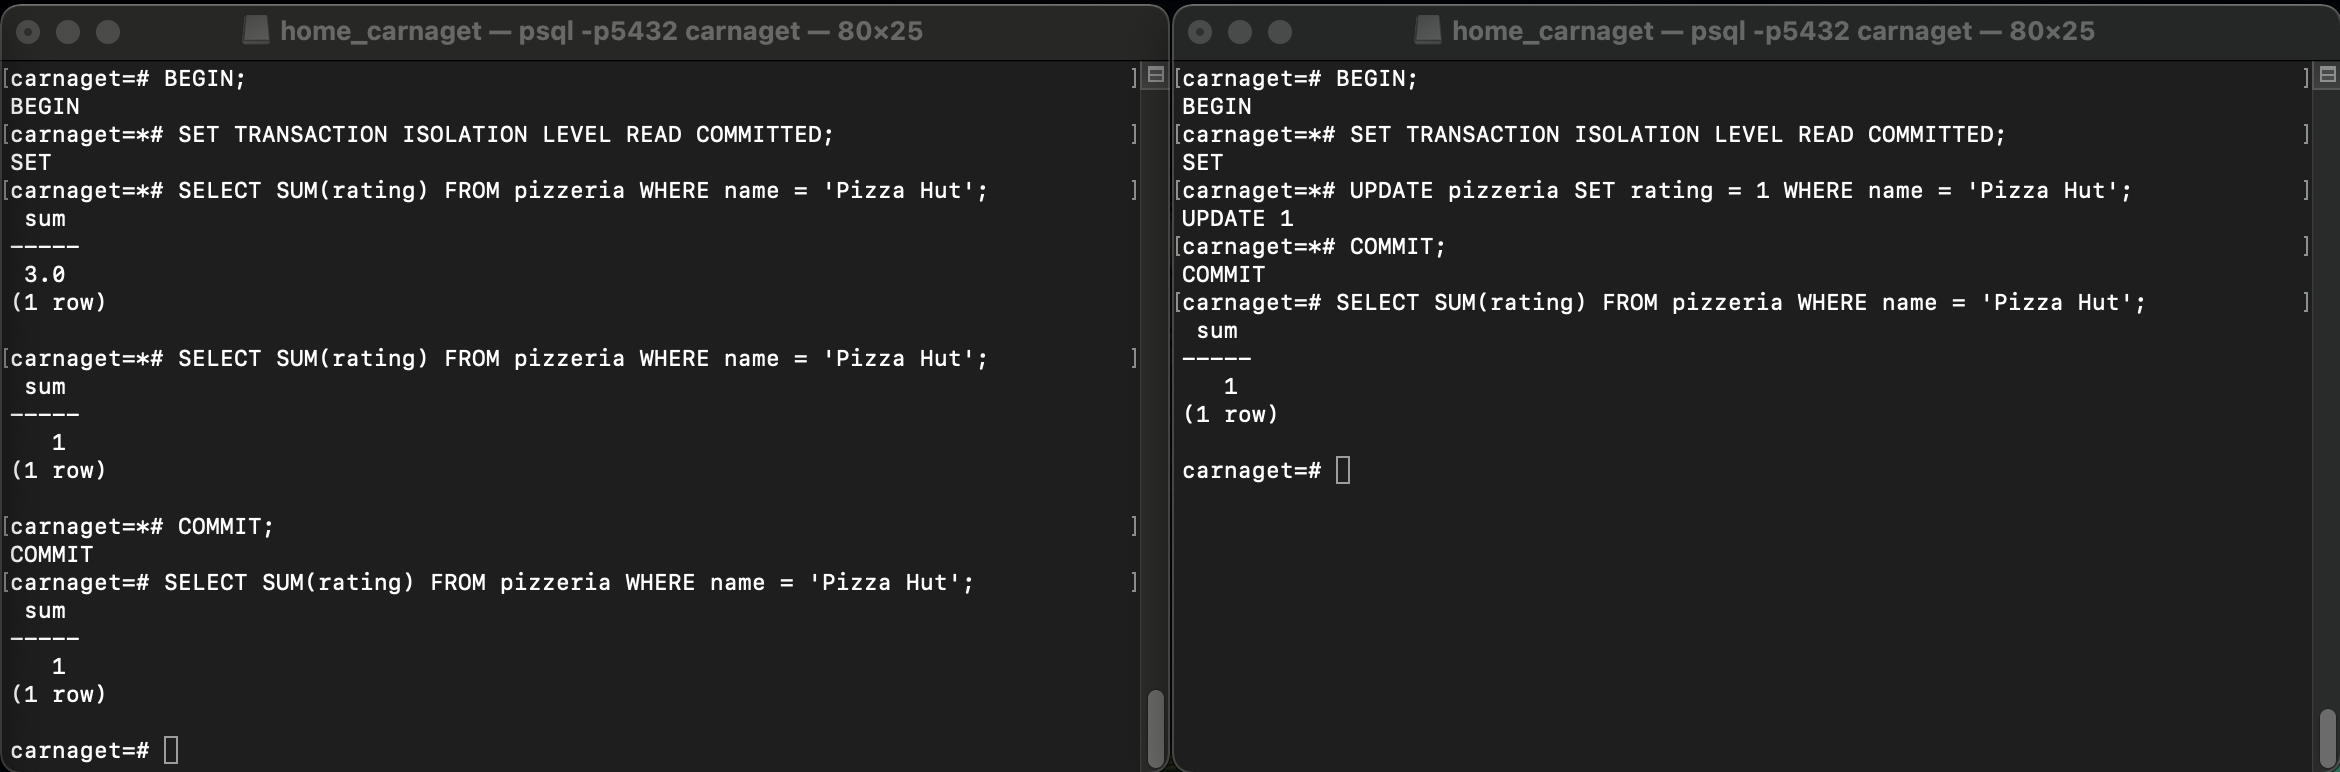 home_carnaget — psql -p5432 carnaget — 80×25
[carnaget=# BEGIN; ]
BEGIN
[carnaget=*# SET TRANSACTION ISOLATION LEVEL READ COMMITTED; ]
SET
[carnaget=*# SELECT SUM(rating) FROM pizzeria WHERE name = 'Pizza Hut'; ]
sum
-----
3.0
(1 row)
[carnaget=*# SELECT SUM(rating) FROM pizzeria WHERE name = 'Pizza Hut'; ]
sum
-----
1
(1 row)
[carnaget=*# COMMIT; ]
COMMIT
[carnaget=# SELECT SUM(rating) FROM pizzeria WHERE name = 'Pizza Hut'; ]
sum
-----
1
(1 row)
carnaget=#
home_carnaget — psql -p5432 carnaget — 80×25
[carnaget=# BEGIN; ]
BEGIN
[carnaget=*# SET TRANSACTION ISOLATION LEVEL READ COMMITTED; ]
SET
[carnaget=*# UPDATE pizzeria SET rating = 1 WHERE name = 'Pizza Hut'; ]
UPDATE 1
[carnaget=*# COMMIT; ]
COMMIT
[carnaget=# SELECT SUM(rating) FROM pizzeria WHERE name = 'Pizza Hut'; ]
sum
-----
1
(1 row)
carnaget=#